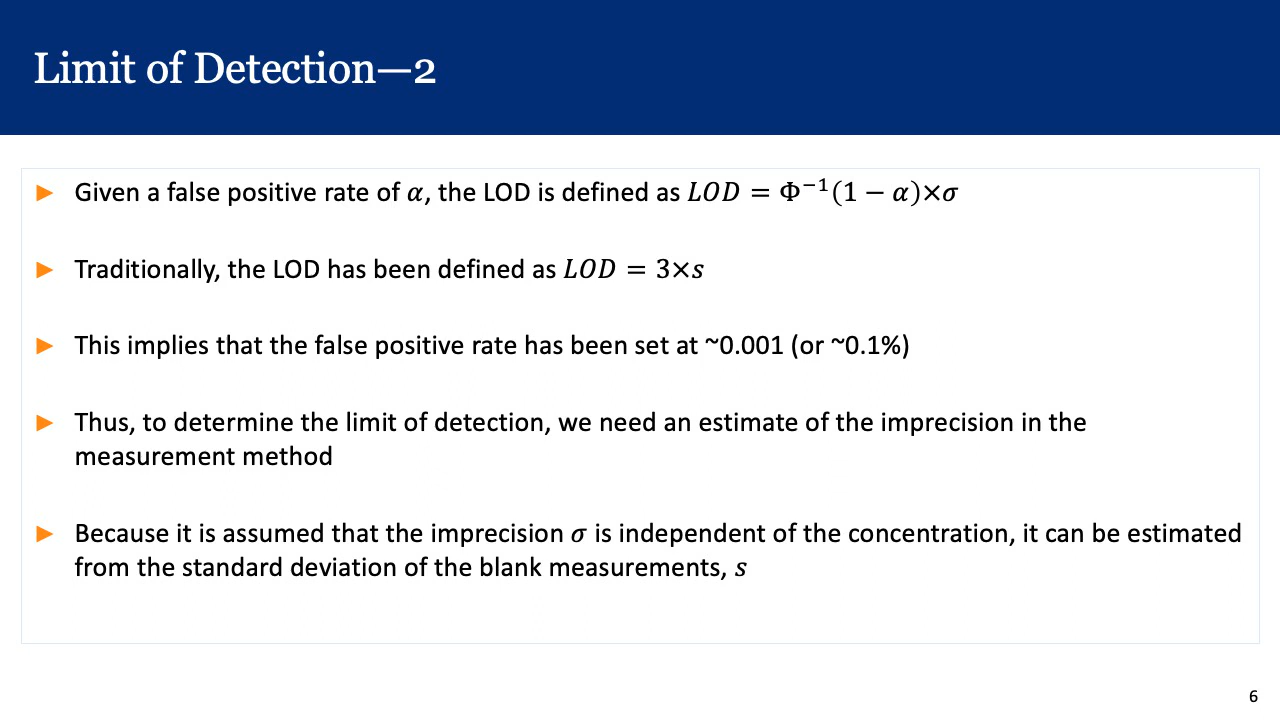 Limit of Detection—2
► Given a false positive rate of α, the LOD is defined as LOD = Φ⁻¹(1 − α)×σ
► Traditionally, the LOD has been defined as LOD = 3×s
► This implies that the false positive rate has been set at ~0.001 (or ~0.1%)
► Thus, to determine the limit of detection, we need an estimate of the imprecision in the
measurement method
► Because it is assumed that the imprecision σ is independent of the concentration, it can be estimated
from the standard deviation of the blank measurements, s
6